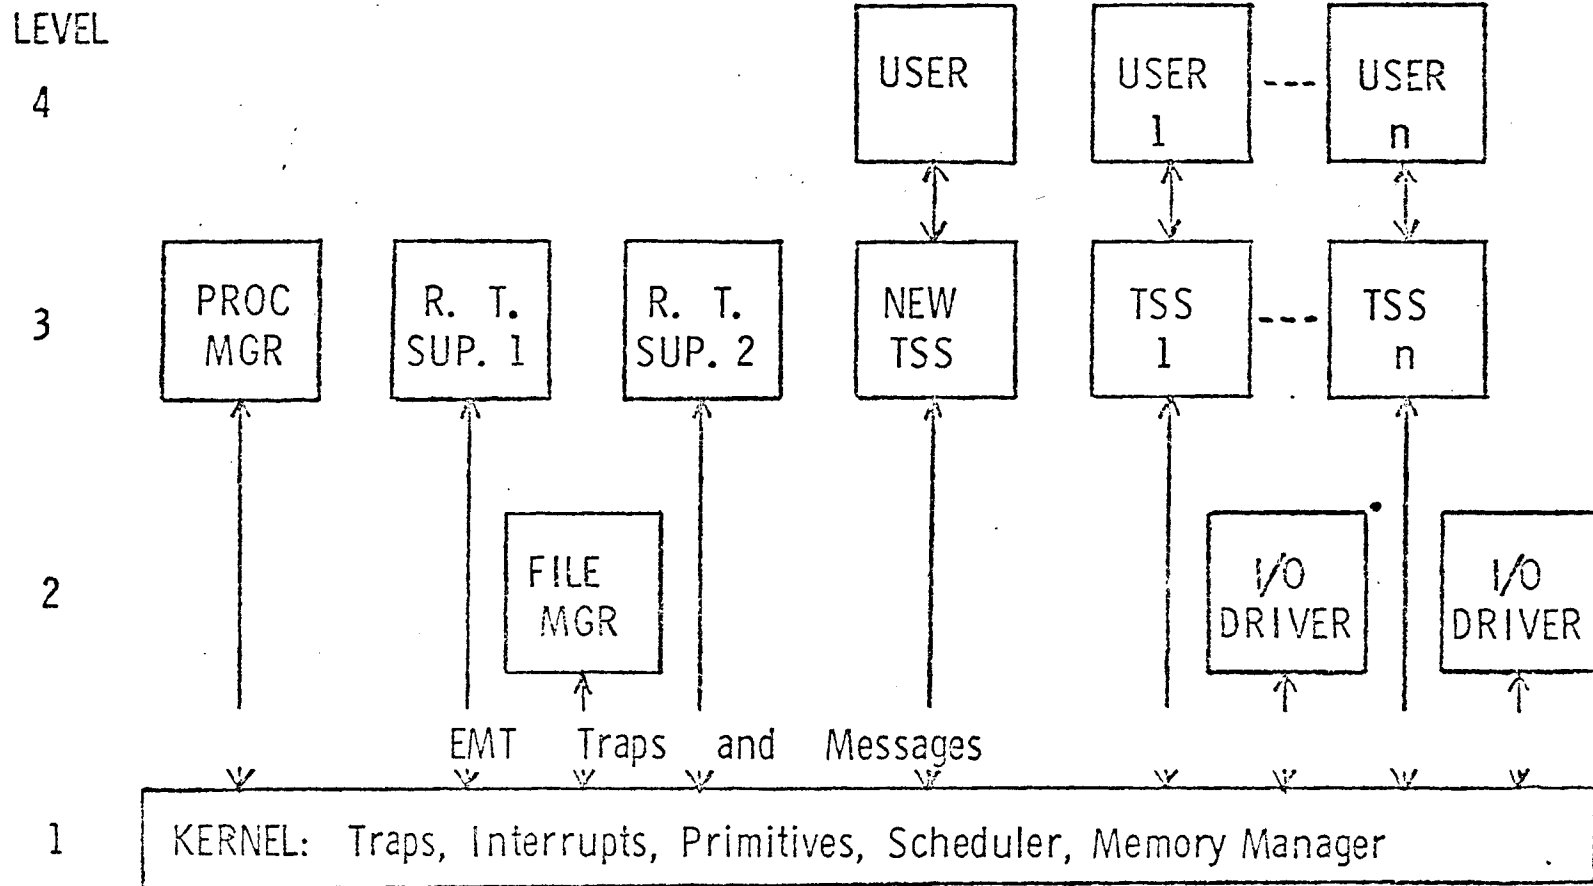 LEVEL
4
USER
USER
1
---
USER
n
3
PROC
MGR
R. T.
SUP. 1
R. T.
SUP. 2
NEW
TSS
TSS
1
---
TSS
n
2
FILE
MGR
I/O
DRIVER
I/O
DRIVER
EMT Traps and Messages
1
KERNEL: Traps, Interrupts, Primitives, Scheduler, Memory Manager